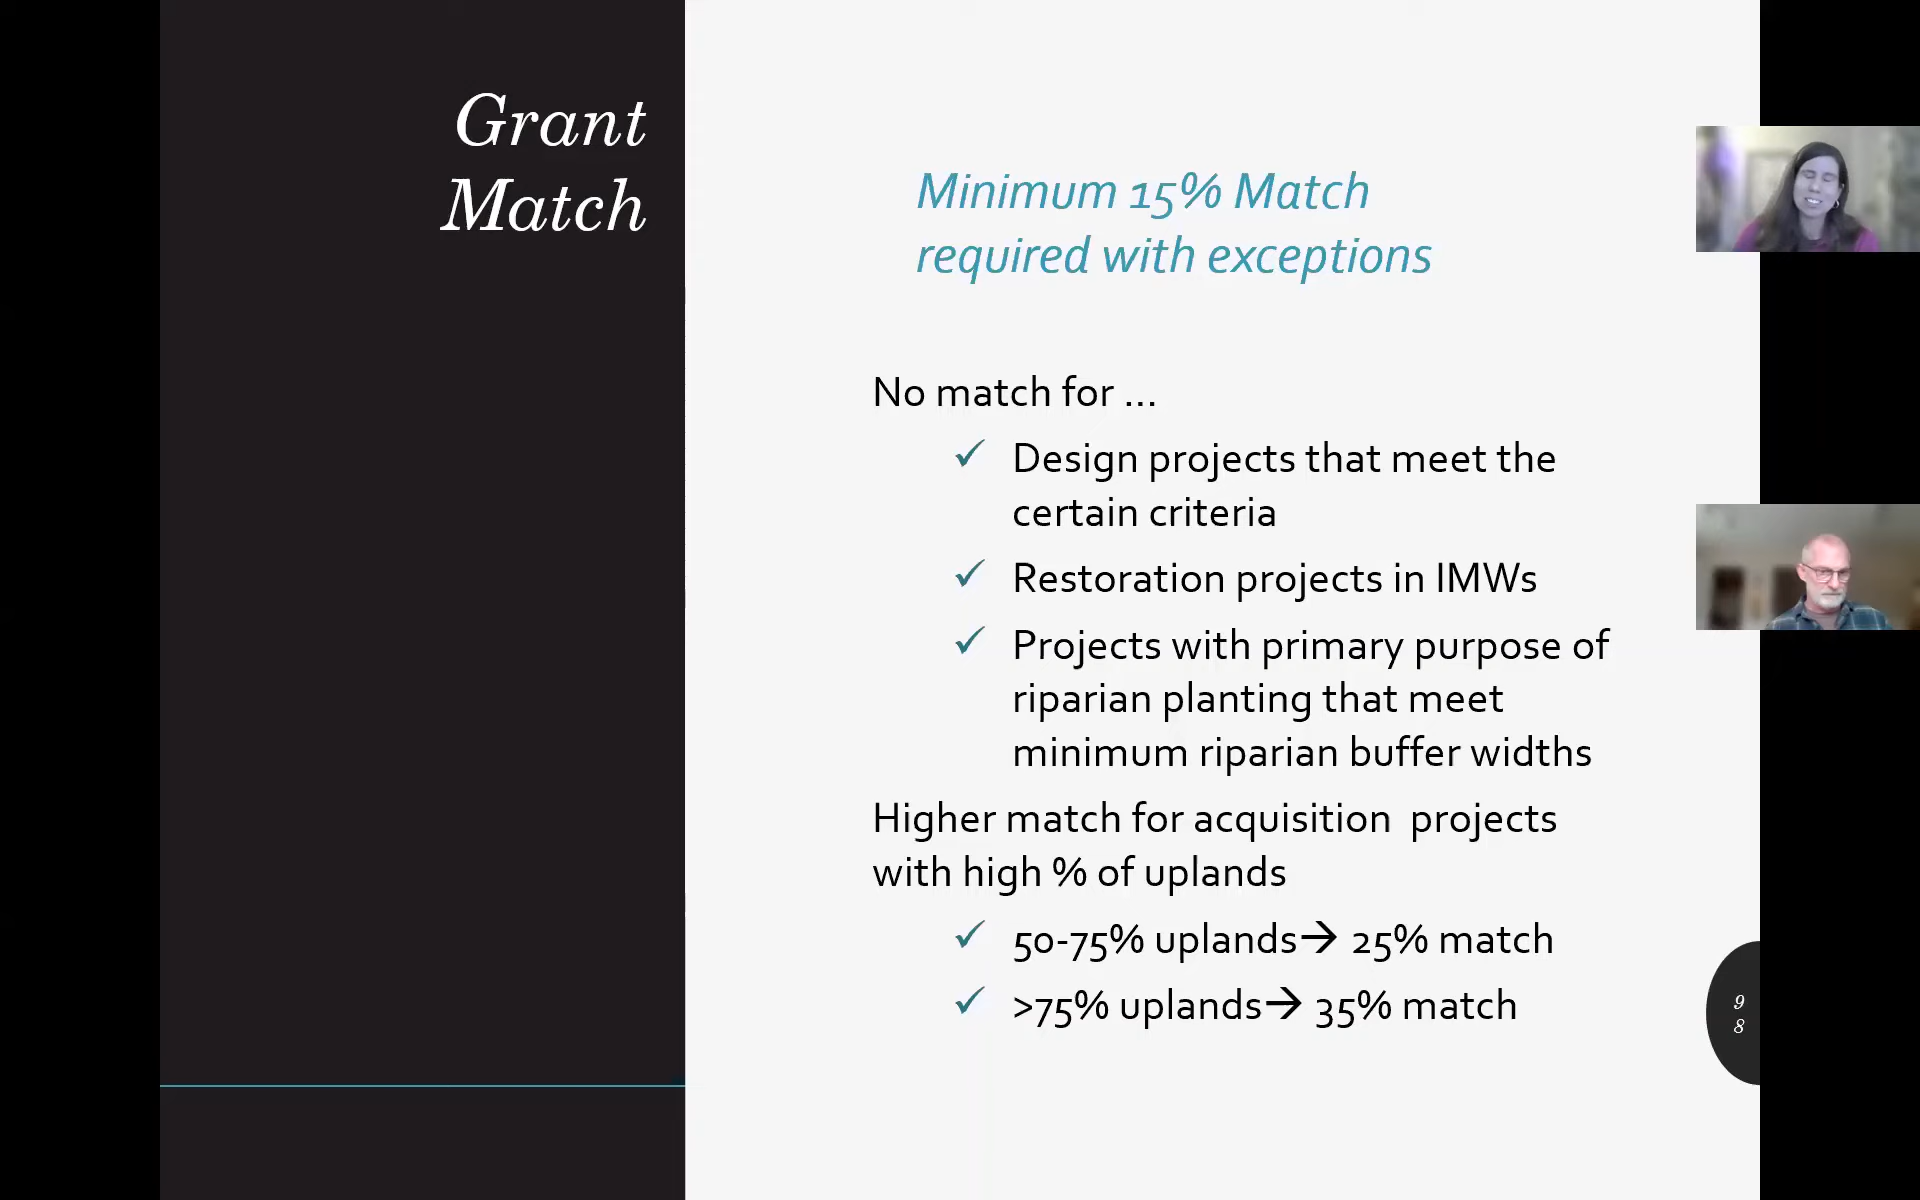 Grant
Match
Minimum 15% Match
required with exceptions
No match for ...
✓ Design projects that meet the
certain criteria
✓ Restoration projects in IMWs
✓ Projects with primary purpose of
riparian planting that meet
minimum riparian buffer widths
Higher match for acquisition  projects
with high % of uplands
✓ 50-75% uplands→ 25% match
✓ >75% uplands→ 35% match
9
8